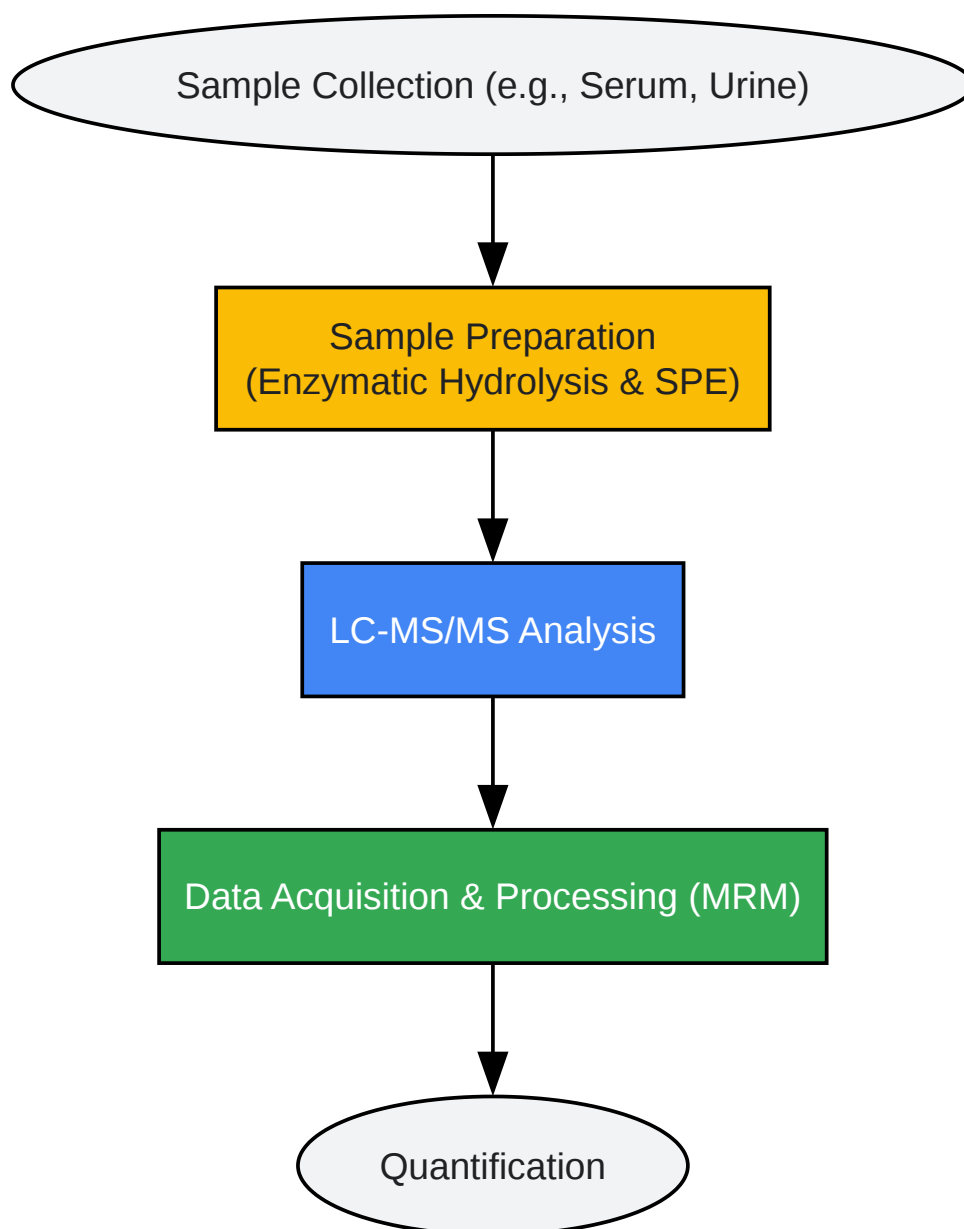 Sample Collection (e.g., Serum, Urine)
Sample Preparation
(Enzymatic Hydrolysis & SPE)
LC-MS/MS Analysis
Data Acquisition & Processing (MRM)
Quantification